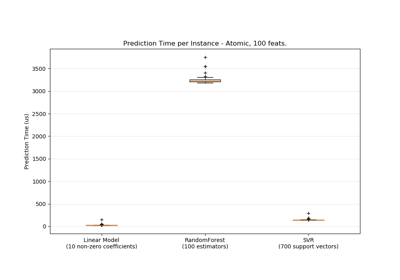 Prediction Time per Instance - Atomic, 100 feats.
3500
3000
2500
2000
1500
1000
500
0
Prediction Time (us)
Linear Model
(10 non-zero coefficients)
RandomForest
(100 estimators)
SVR
(700 support vectors)